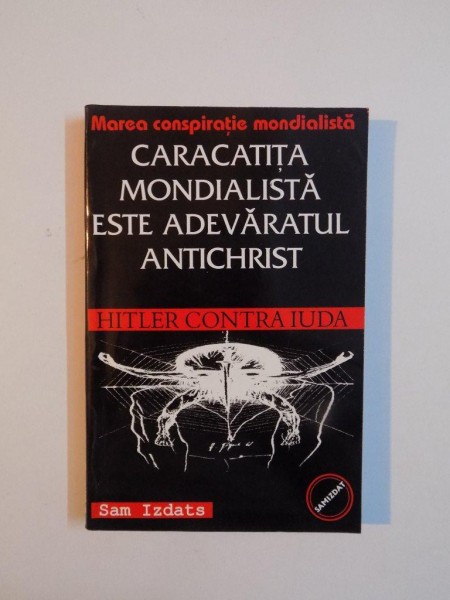 Marea conspirație mondialistă
CARACATIȚA
MONDIALISTĂ
ESTE ADEVĂRATUL
ANTICHRIST
HITLER CONTRA IUDA
Sam Izdats
SAMIZDAT